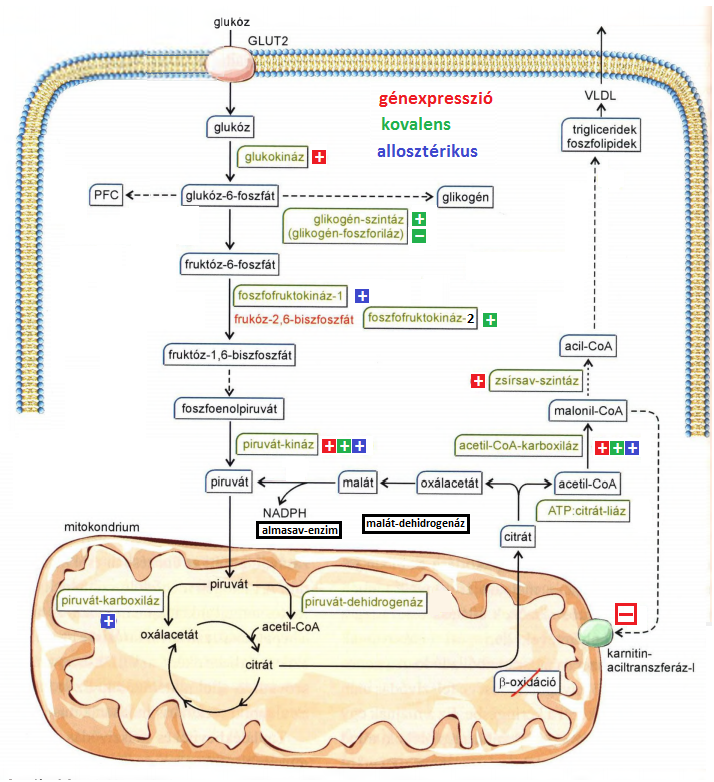 glukóz
GLUT2
génexpresszió
kovalens
allosztérikus
VLDL
trigliceridek
foszfolipidek
glukóz
glukokináz +
PFC
glukóz-6-foszfát
glikogén
glikogén-szintáz +
(glikogén-foszforiláz) −
fruktóz-6-foszfát
foszfofruktokináz-1 +
frukóz-2,6-biszfoszfát
foszfofruktokináz-2 +
fruktóz-1,6-biszfoszfát
acil-CoA
+ zsírsav-szintáz
foszfoenolpiruvát
malonil-CoA
piruvát-kináz + + +
acetil-CoA-karboxiláz + + +
piruvát
malát
oxálacetát
acetil-CoA
NADPH
almasav-enzim
malát-dehidrogenáz
ATP:citrát-liáz
citrát
mitokondrium
piruvát
piruvát-karboxiláz
+
piruvát-dehidrogenáz
oxálacetát
acetil-CoA
citrát
−
karnitin-
aciltranszferáz-I
β-oxidáció